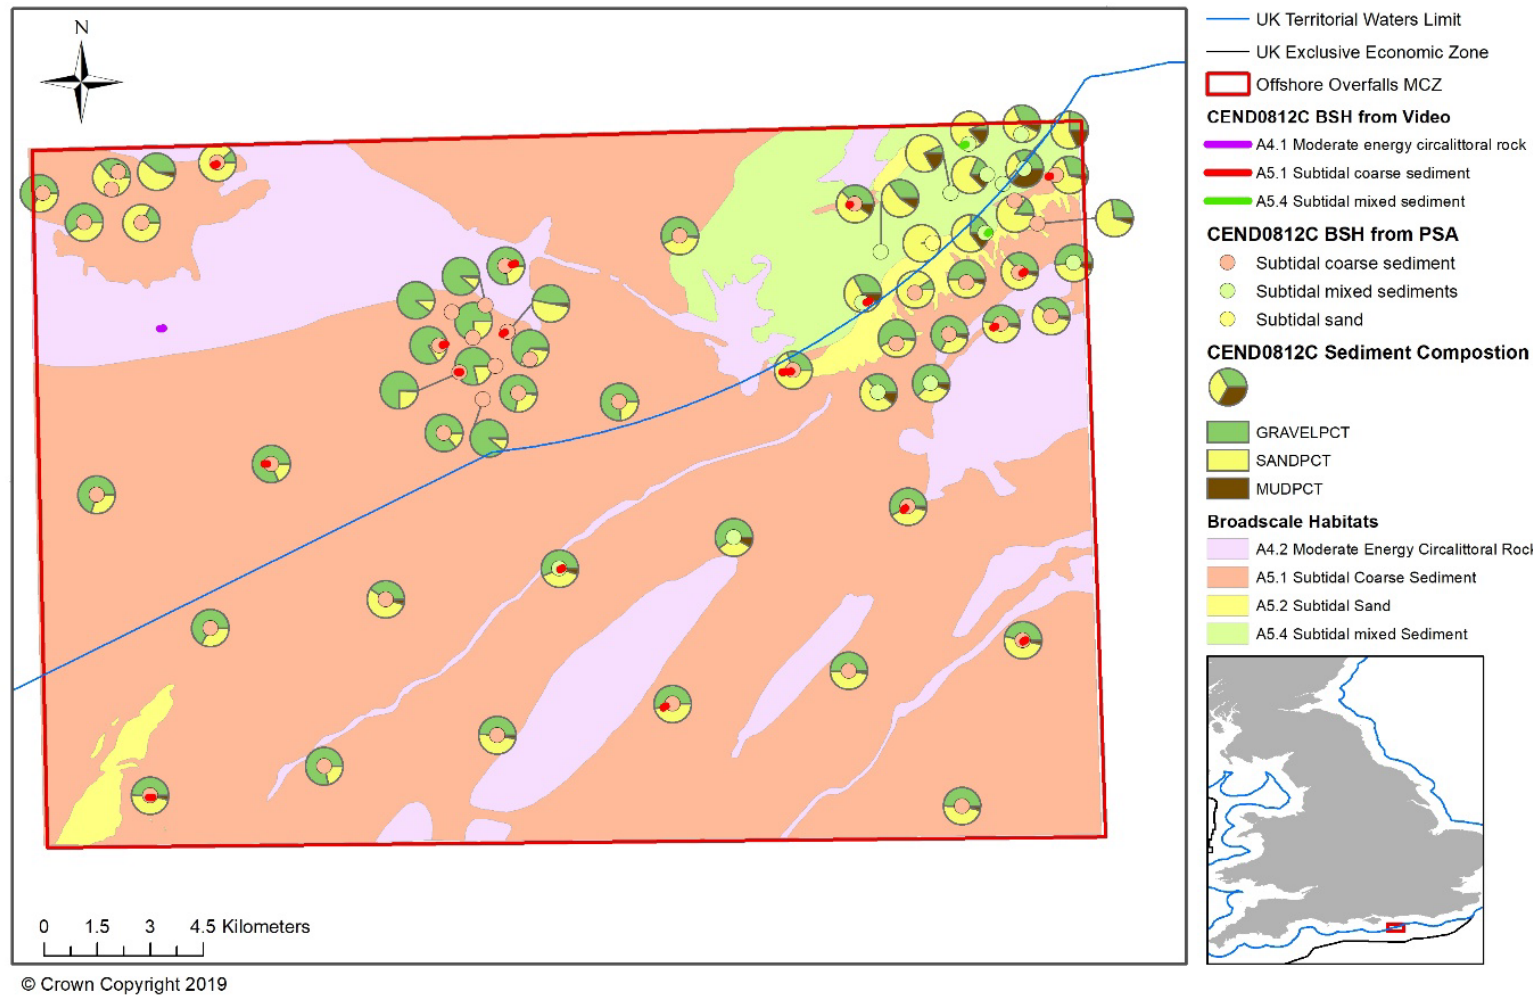 N
UK Territorial Waters Limit
UK Exclusive Economic Zone
Offshore Overfalls MCZ
CEND0812C BSH from Video
A4.1 Moderate energy circalittoral rock
A5.1 Subtidal coarse sediment
A5.4 Subtidal mixed sediment
CEND0812C BSH from PSA
Subtidal coarse sediment
Subtidal mixed sediments
Subtidal sand
CEND0812C Sediment Compostion
GRAVELPCT
SANDPCT
MUDPCT
Broadscale Habitats
A4.2 Moderate Energy Circalittoral Rock
A5.1 Subtidal Coarse Sediment
A5.2 Subtidal Sand
A5.4 Subtidal mixed Sediment
0 1.5 3 4.5 Kilometers
© Crown Copyright 2019